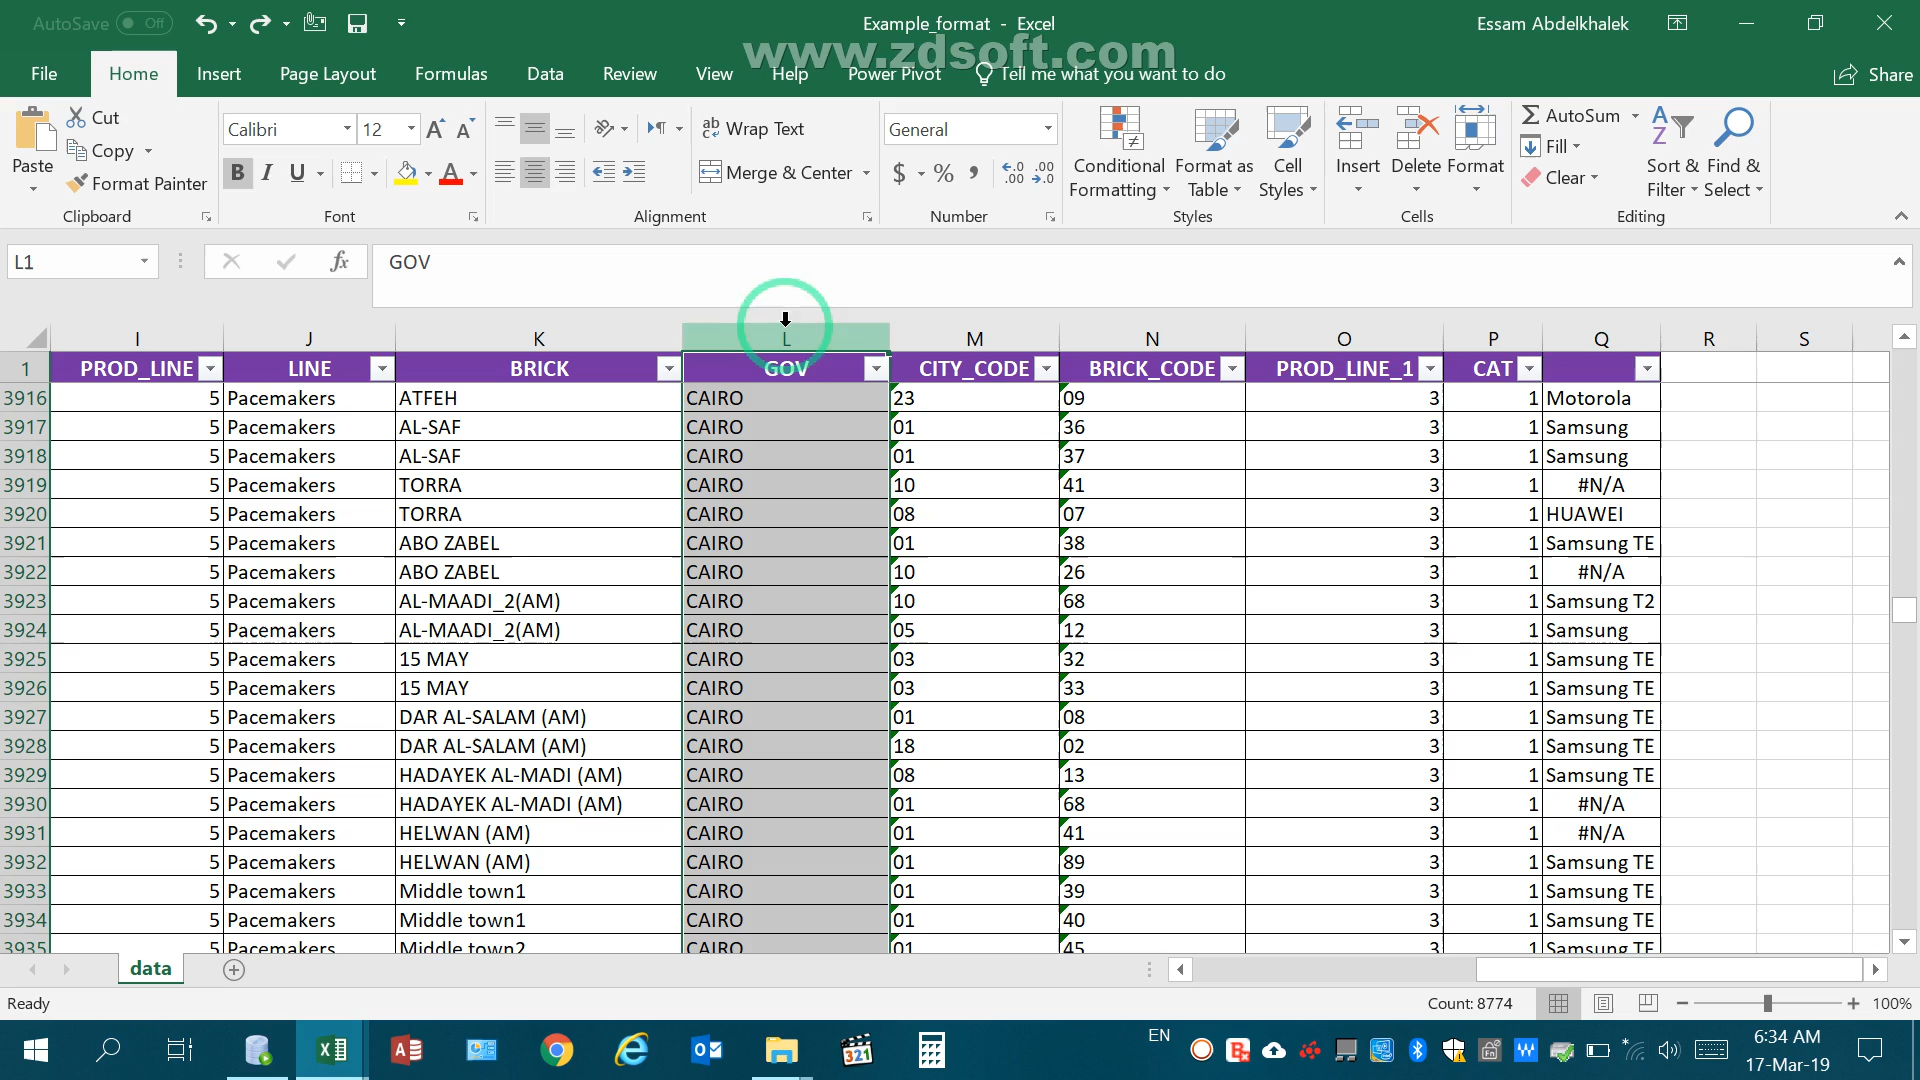 AutoSave Off
Example_format - Excel
Essam Abdelkhalek
www.zdsoft.com
File Home Insert Page Layout Formulas Data Review View Help Power Pivot Tell me what you want to do Share
Paste
Cut
Copy
Format Painter
Clipboard
Calibri 12
B I U
Font
Wrap Text
Merge & Center
Alignment
General
$ % ,
Number
Conditional Formatting
Format as Table
Cell Styles
Styles
Insert Delete Format
Cells
AutoSum
Fill
Clear
Sort & Filter
Find & Select
Editing
L1 fx GOV
I J K L M N O P Q R S
1 PROD_LINE LINE BRICK GOV CITY_CODE BRICK_CODE PROD_LINE_1 CAT
3916 5 Pacemakers ATFEH CAIRO 23 09 3 1 Motorola
3917 5 Pacemakers AL-SAF CAIRO 01 36 3 1 Samsung
3918 5 Pacemakers AL-SAF CAIRO 01 37 3 1 Samsung
3919 5 Pacemakers TORRA CAIRO 10 41 3 1 #N/A
3920 5 Pacemakers TORRA CAIRO 08 07 3 1 HUAWEI
3921 5 Pacemakers ABO ZABEL CAIRO 01 38 3 1 Samsung TE
3922 5 Pacemakers ABO ZABEL CAIRO 10 26 3 1 #N/A
3923 5 Pacemakers AL-MAADI_2(AM) CAIRO 10 68 3 1 Samsung T2
3924 5 Pacemakers AL-MAADI_2(AM) CAIRO 05 12 3 1 Samsung
3925 5 Pacemakers 15 MAY CAIRO 03 32 3 1 Samsung TE
3926 5 Pacemakers 15 MAY CAIRO 03 33 3 1 Samsung TE
3927 5 Pacemakers DAR AL-SALAM (AM) CAIRO 01 08 3 1 Samsung TE
3928 5 Pacemakers DAR AL-SALAM (AM) CAIRO 18 02 3 1 Samsung TE
3929 5 Pacemakers HADAYEK AL-MADI (AM) CAIRO 08 13 3 1 Samsung TE
3930 5 Pacemakers HADAYEK AL-MADI (AM) CAIRO 01 68 3 1 #N/A
3931 5 Pacemakers HELWAN (AM) CAIRO 01 41 3 1 #N/A
3932 5 Pacemakers HELWAN (AM) CAIRO 01 89 3 1 Samsung TE
3933 5 Pacemakers Middle town1 CAIRO 01 39 3 1 Samsung TE
3934 5 Pacemakers Middle town1 CAIRO 01 40 3 1 Samsung TE
3935 5 Pacemakers Middle town2 CAIRO 01 45 3 1 Samsung TE
data
Ready
Count: 8774
100%
EN
6:34 AM
17-Mar-19